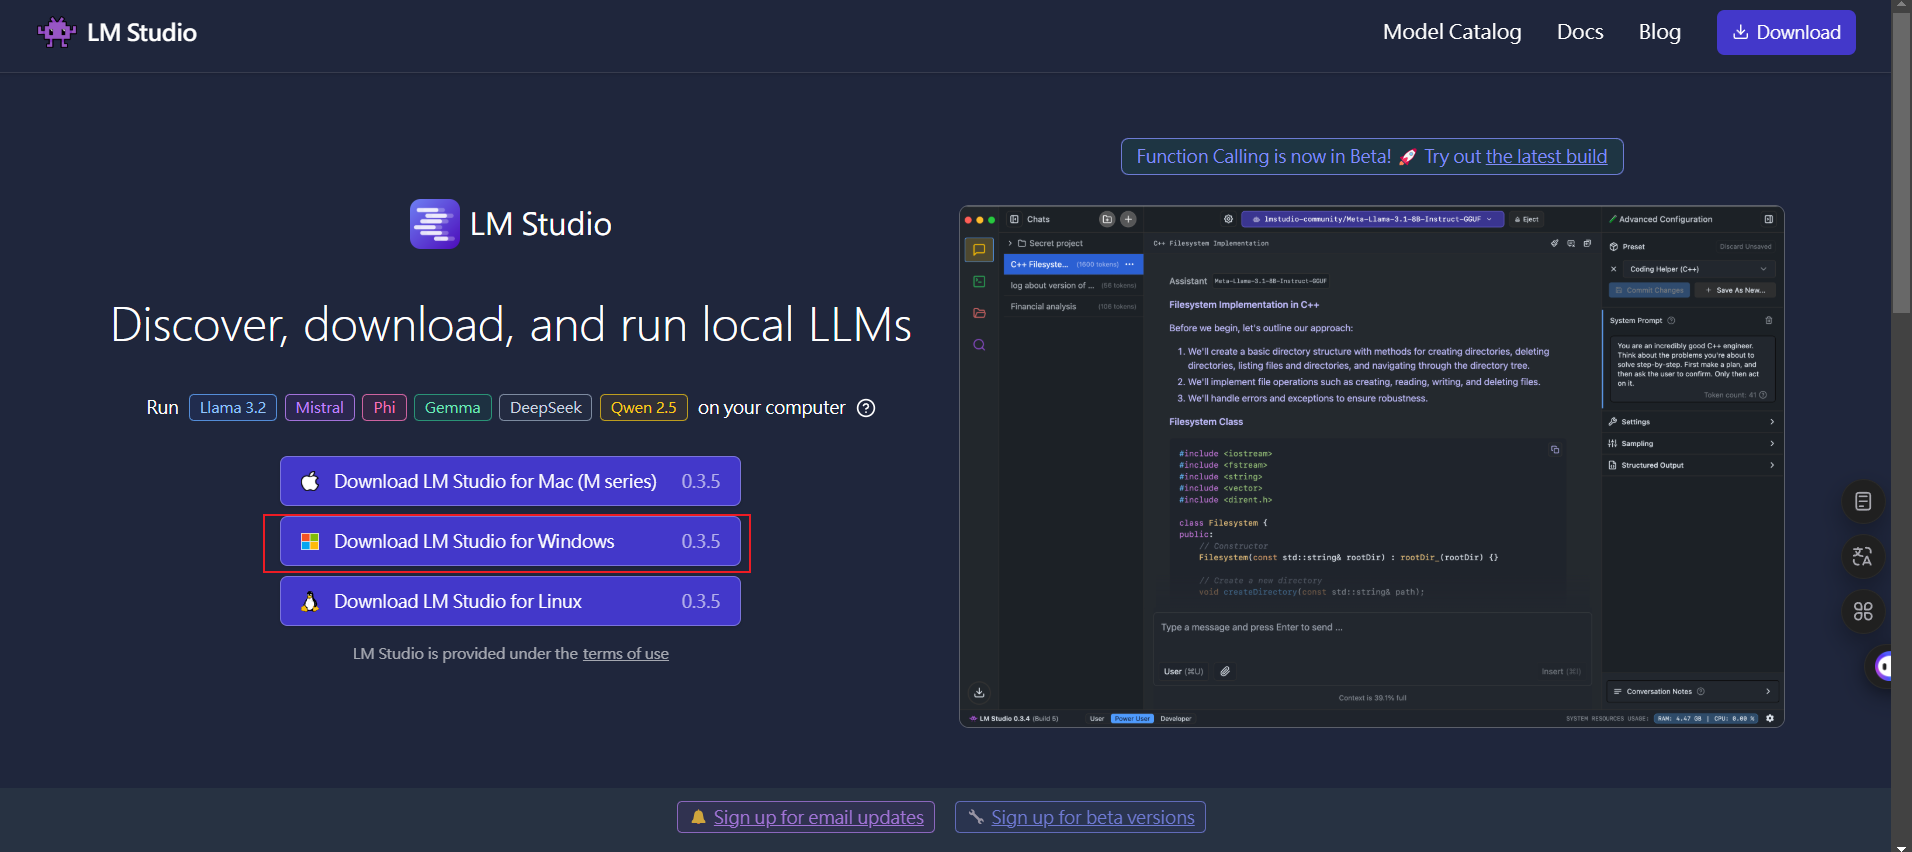 LM Studio
Model Catalog
Docs
Blog
Download
Function Calling is now in Beta! 🚀 Try out the latest build
LM Studio
Discover, download, and run local LLMs
Run Llama 3.2 Mistral Phi Gemma DeepSeek Qwen 2.5 on your computer
Download LM Studio for Mac (M series) 0.3.5
Download LM Studio for Windows 0.3.5
Download LM Studio for Linux 0.3.5
LM Studio is provided under the terms of use
Chats
lmstudio-community/Meta-Llama-3.1-8B-Instruct-GGUF
Eject
Advanced Configuration
Secret project
C++ Filesyste... (1600 tokens)
log about version of ... (56 tokens)
Financial analysis (106 tokens)
C++ Filesystem Implementation
Assistant Meta-Llama-3.1-8B-Instruct-GGUF
Filesystem Implementation in C++
Before we begin, let's outline our approach:
1. We'll create a basic directory structure with methods for creating directories, deleting
directories, listing files and directories, and navigating through the directory tree.
2. We'll implement file operations such as creating, reading, writing, and deleting files.
3. We'll handle errors and exceptions to ensure robustness.
Filesystem Class
#include <iostream>
#include <fstream>
#include <string>
#include <vector>
#include <dirent.h>
class Filesystem {
public:
// Constructor
Filesystem(const std::string& rootDir) : rootDir_(rootDir) {}
// Create a new directory
void createDirectory(const std::string& path);
Type a message and press Enter to send ...
User (⌘U)
Insert (⌘I)
Context is 39.1% full
Preset
Discard Unsaved
Coding Helper (C++)
Commit Changes
+ Save As New...
System Prompt
You are an incredibly good C++ engineer.
Think about the problems you're about to
solve step-by-step. First make a plan, and
then ask the user to confirm. Only then act
on it.
Token count: 41
Settings
Sampling
Structured Output
Conversation Notes
LM Studio 0.3.4 (Build 5)
User
Power User
Developer
SYSTEM RESOURCES USAGE: RAM: 4.47 GB | CPU: 0.00 %
Sign up for email updates
Sign up for beta versions